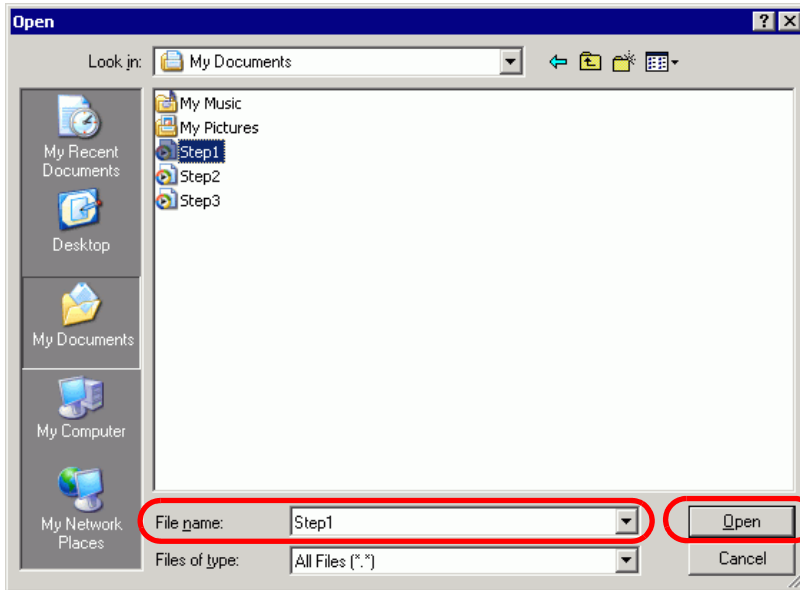 Open
Look in: My Documents
My Recent
Documents
Desktop
My Documents
My Computer
My Network
Places
My Music
My Pictures
Step1
Step2
Step3
File name: Step1
Open
Files of type: All Files (*.*)
Cancel